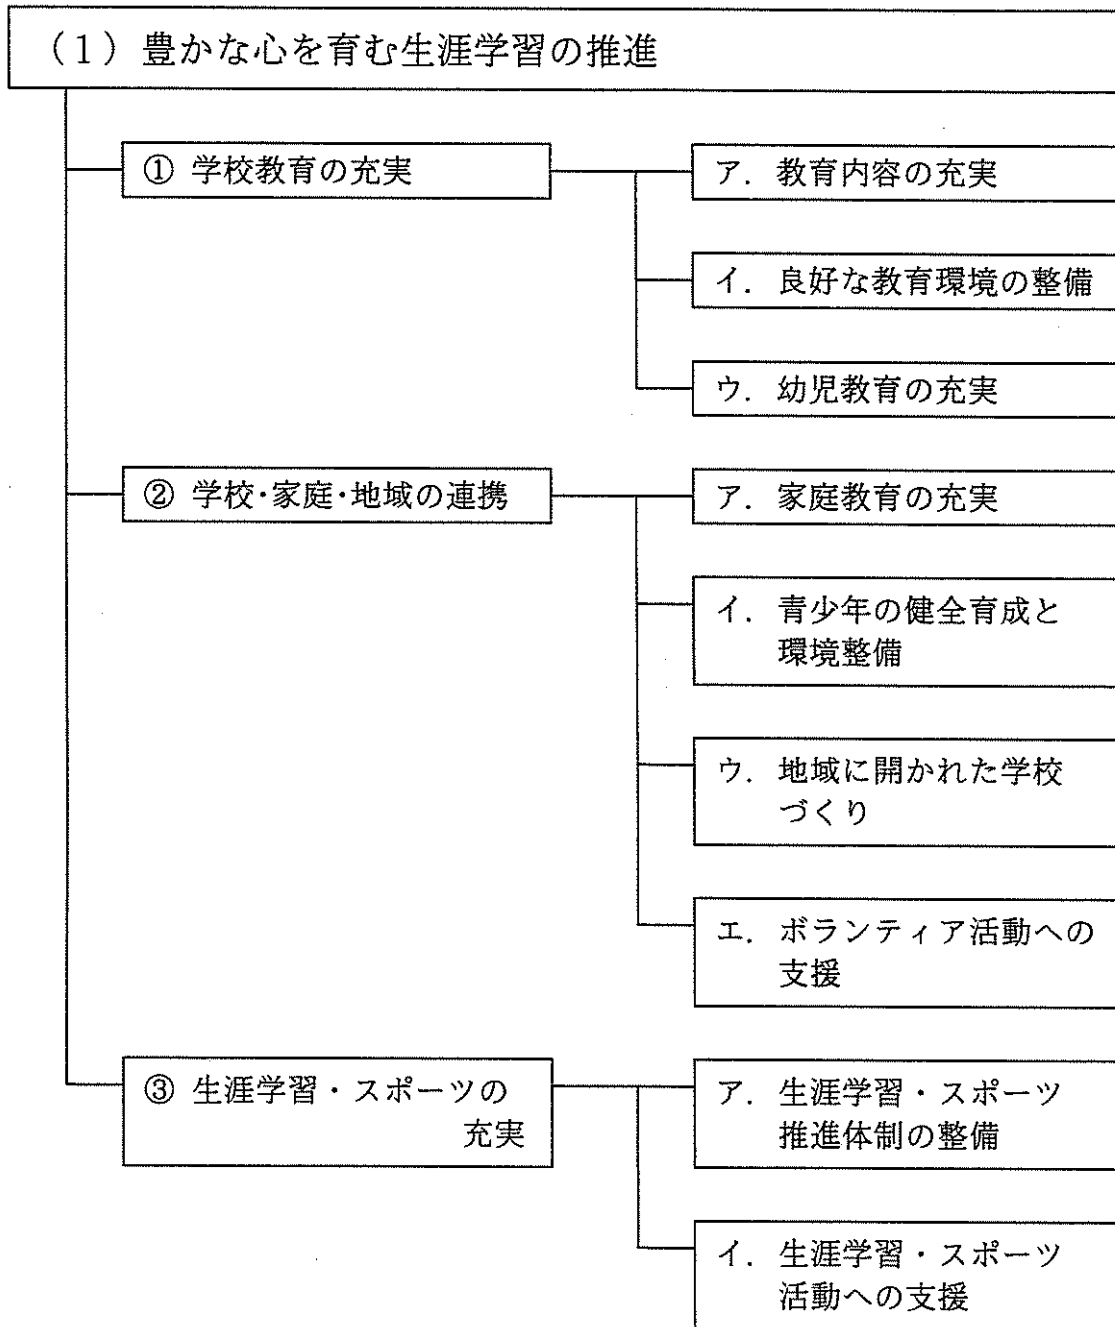 (1)豊かな心を育む生涯学習の推進
① 学校教育の充実
ア．教育内容の充実
イ．良好な教育環境の整備
ウ．幼児教育の充実
② 学校・家庭・地域の連携
ア．家庭教育の充実
イ．青少年の健全育成と
環境整備
ウ．地域に開かれた学校
づくり
エ．ボランティア活動への
支援
③ 生涯学習・スポーツの
充実
ア．生涯学習・スポーツ
推進体制の整備
イ．生涯学習・スポーツ
活動への支援